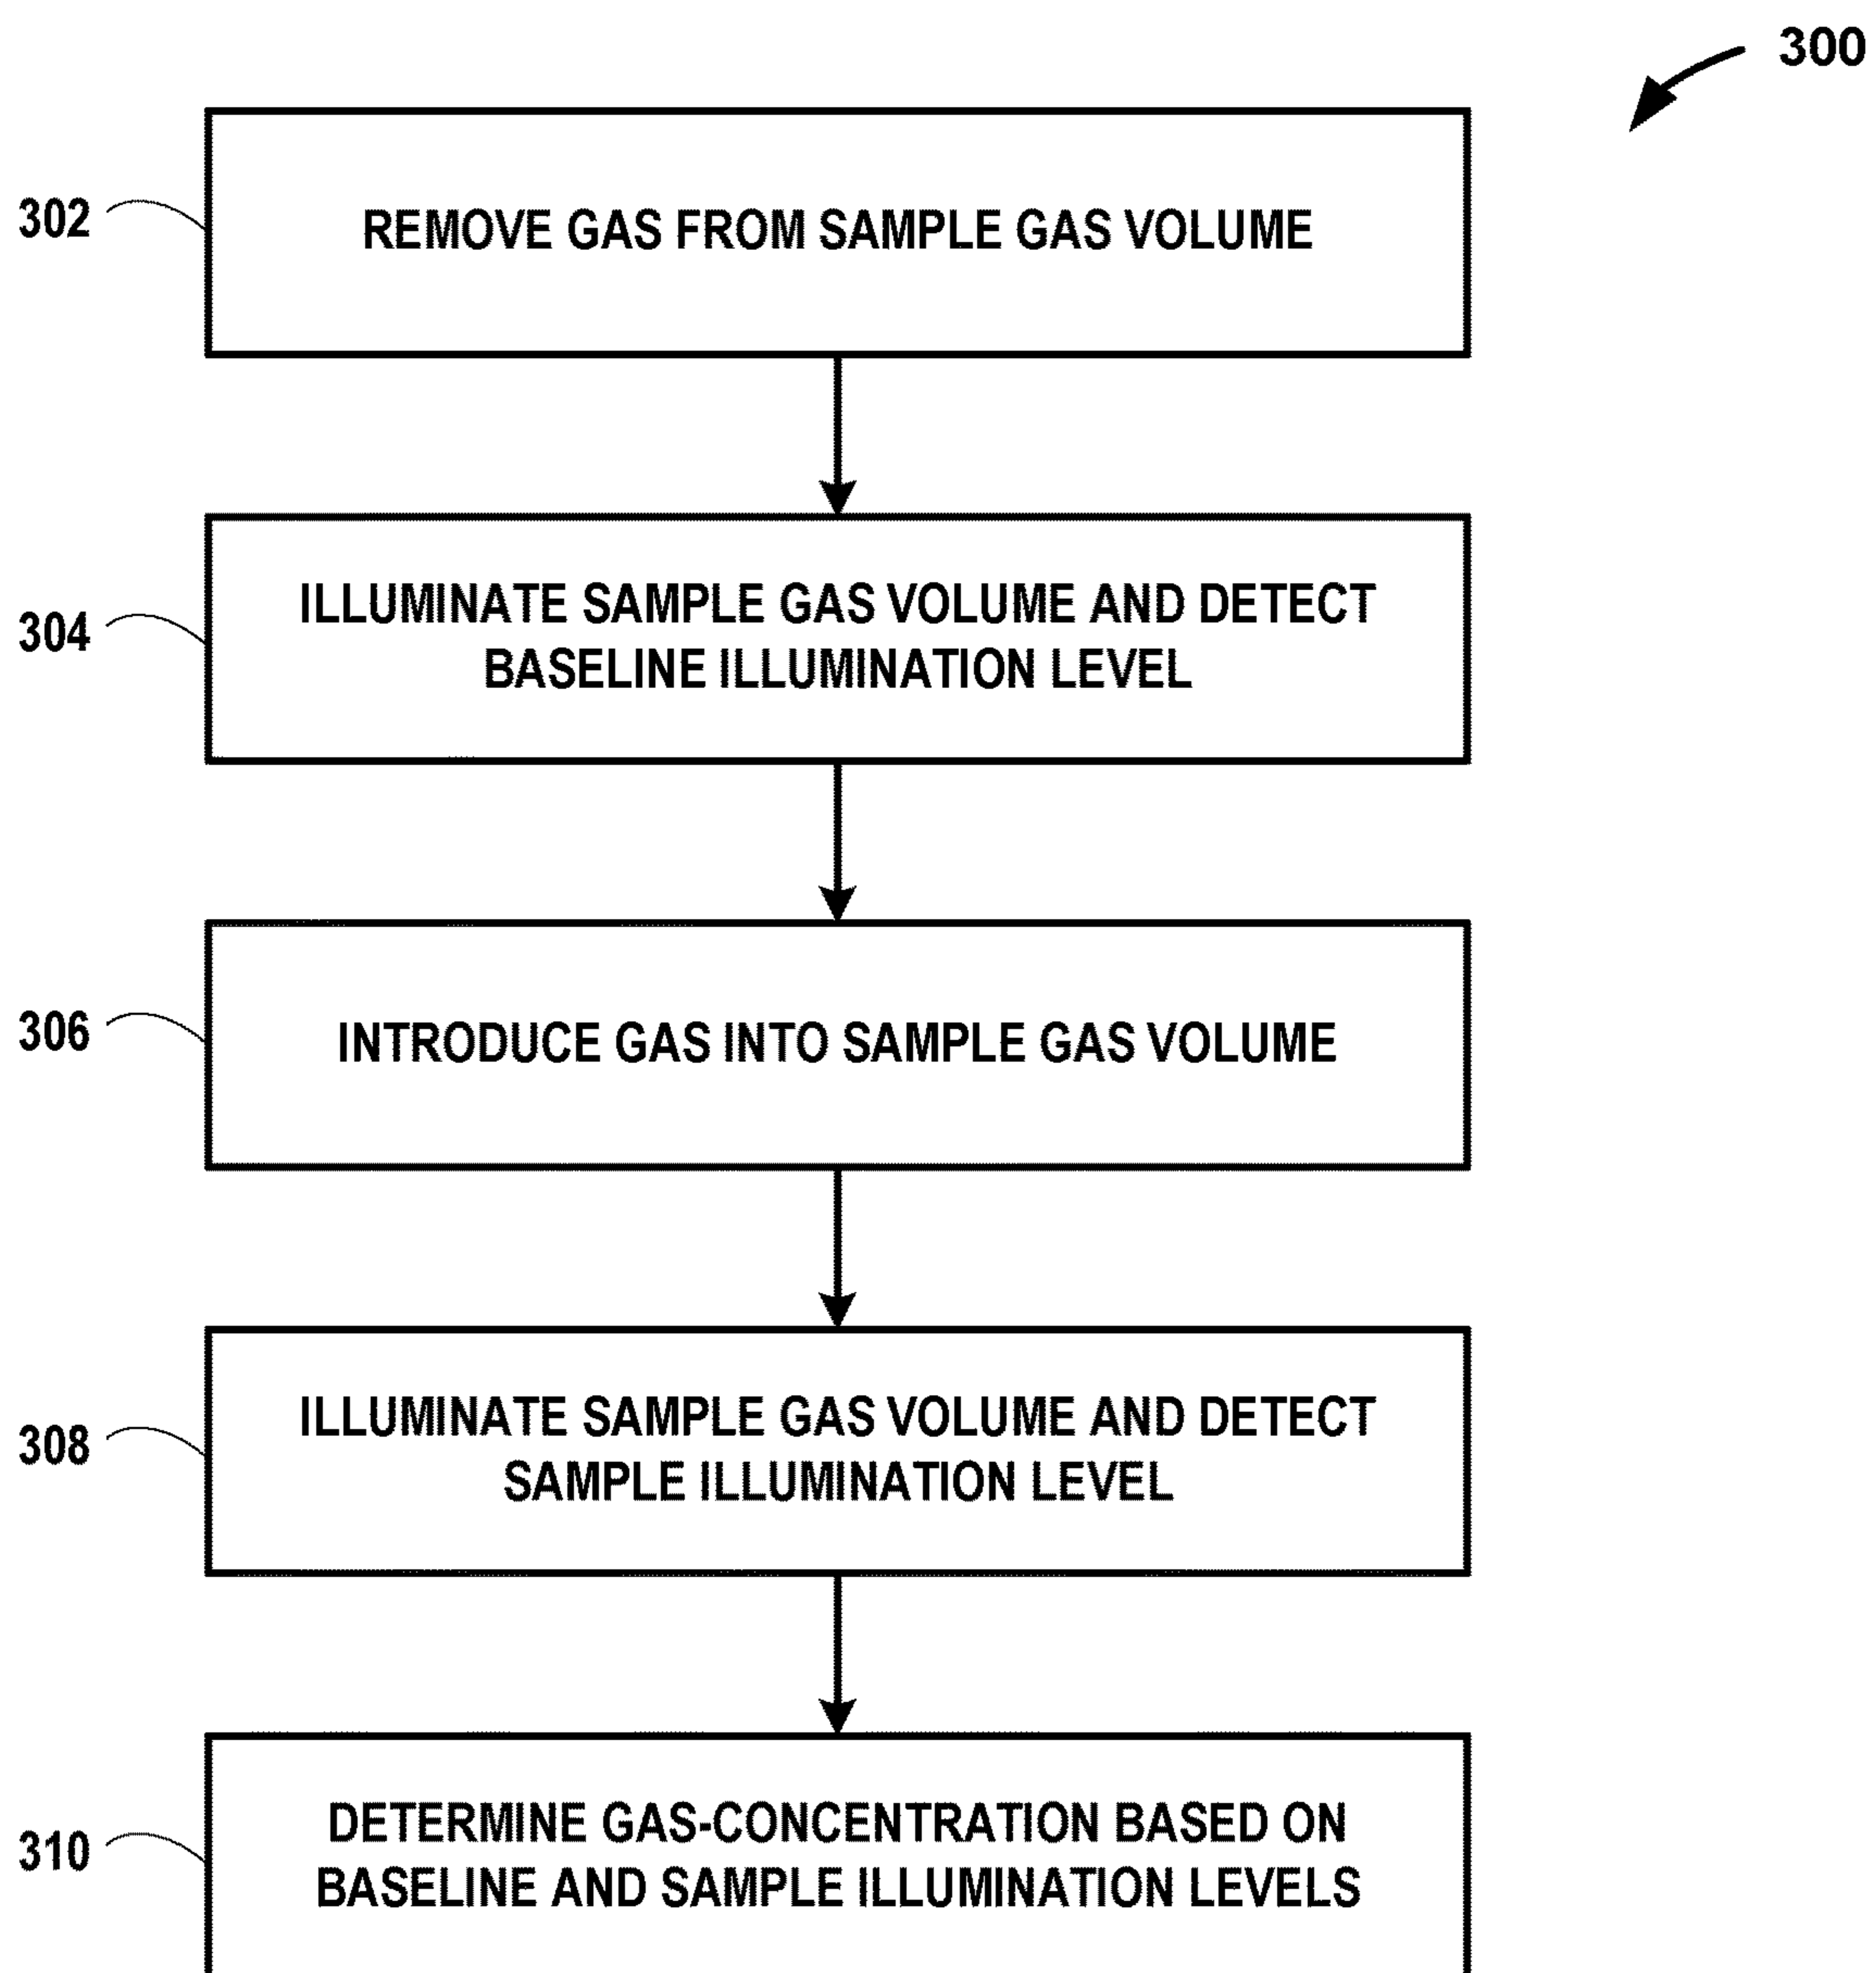 300
302
REMOVE GAS FROM SAMPLE GAS VOLUME
304
ILLUMINATE SAMPLE GAS VOLUME AND DETECT
BASELINE ILLUMINATION LEVEL
306
INTRODUCE GAS INTO SAMPLE GAS VOLUME
308
ILLUMINATE SAMPLE GAS VOLUME AND DETECT
SAMPLE ILLUMINATION LEVEL
310
DETERMINE GAS-CONCENTRATION BASED ON
BASELINE AND SAMPLE ILLUMINATION LEVELS